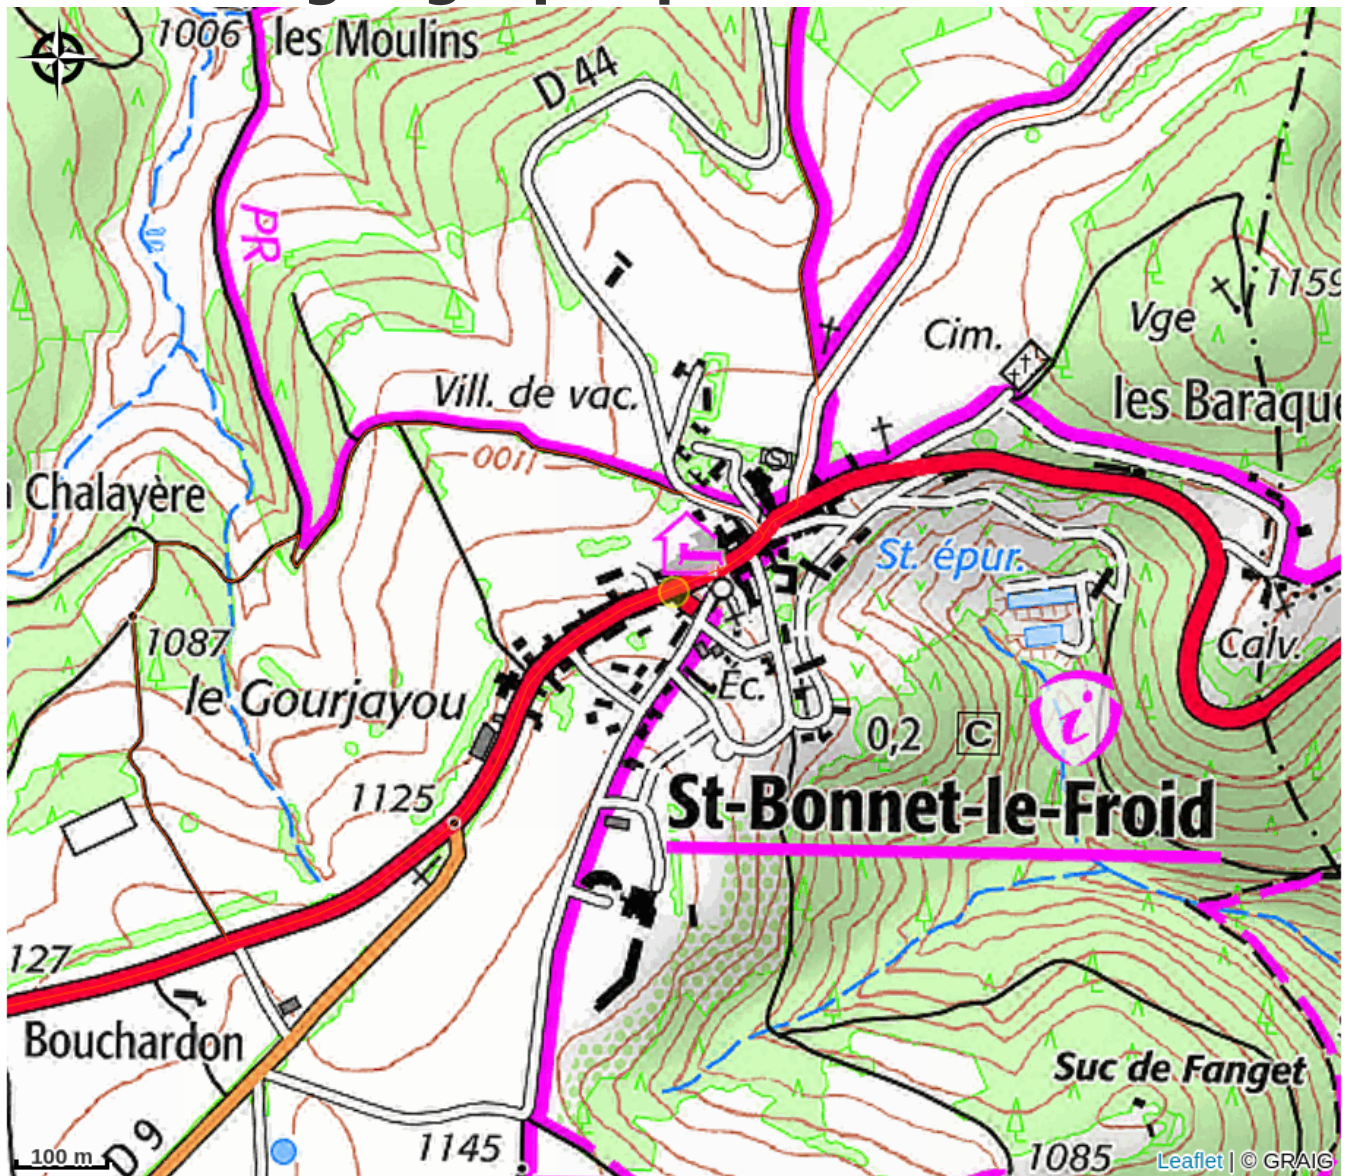 1006
les Moulins
D 44
PR
1159
Vge
Cim.
les Baraque
Vill. de vac.
1100
Chalayère
St. épur.
1087
Calv.
le Gourjayou
Éc.
0,2
C
i
1125
St-Bonnet-le-Froid
127
Bouchardon
Suc de Fanget
D 9
1145
1085
100 m
Leaflet | © GRAIG